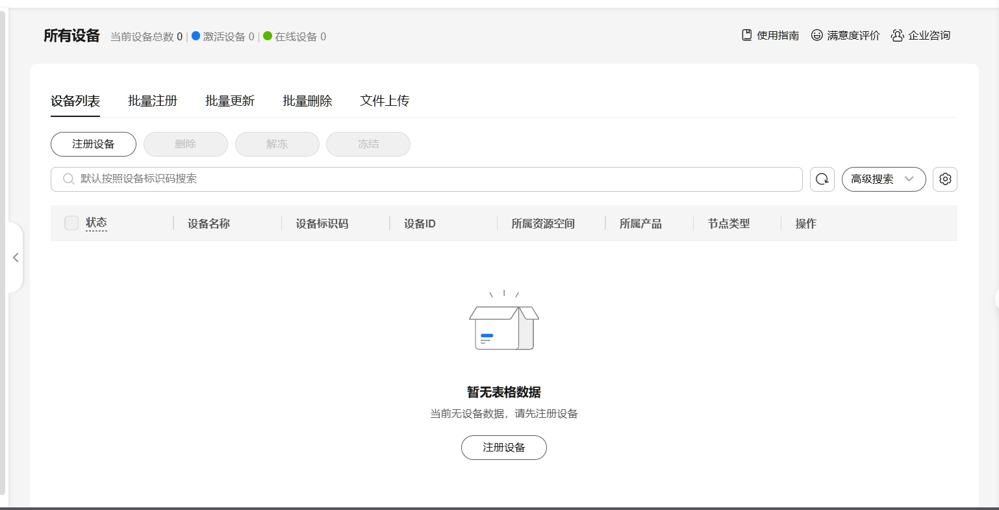 所有设备 当前设备总数 0 | 激活设备 0 | 在线设备 0 使用指南 满意度评价 企业咨询
设备列表 批量注册 批量更新 批量删除 文件上传
注册设备 删除 解冻 冻结
默认按照设备标识码搜索 高级搜索
状态 设备名称 设备标识码 设备ID 所属资源空间 所属产品 节点类型 操作
暂无表格数据
当前无设备数据，请先注册设备
注册设备